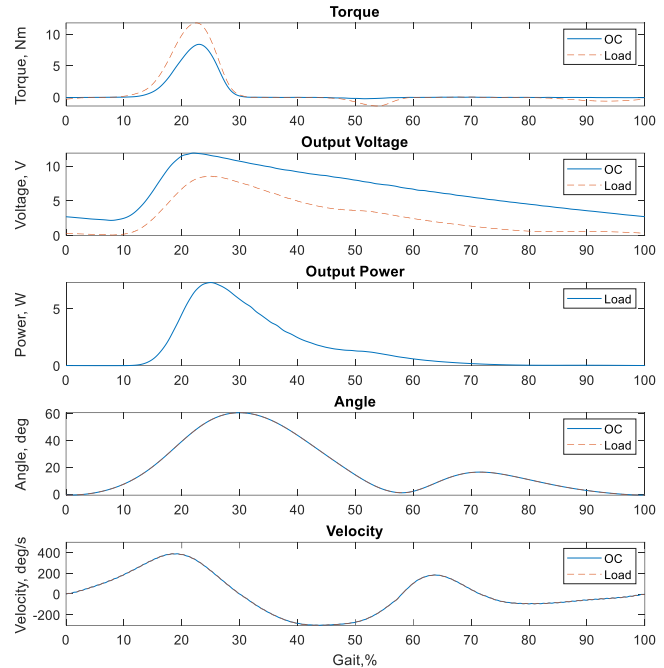 Torque
Torque, Nm
10
5
0
OC
Load
0 10 20 30 40 50 60 70 80 90 100
Output Voltage
Voltage, V
10
5
0
OC
Load
0 10 20 30 40 50 60 70 80 90 100
Output Power
Power, W
5
0
Load
0 10 20 30 40 50 60 70 80 90 100
Angle
Angle, deg
60
40
20
0
OC
Load
0 10 20 30 40 50 60 70 80 90 100
Velocity
Velocity, deg/s
400
200
0
-200
OC
Load
0 10 20 30 40 50 60 70 80 90 100
Gait,%